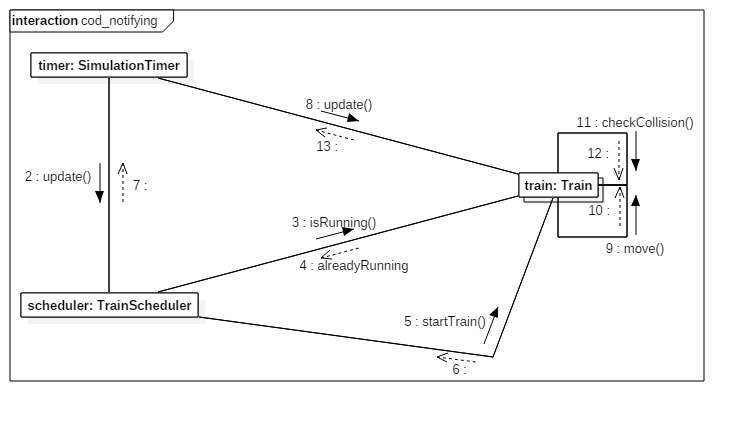 interaction cod_notifying
timer: SimulationTimer
8 : update()
13 :
11 : checkCollision()
12 :
2 : update()
7 :
train: Train
10 :
3 : isRunning()
9 : move()
4 : alreadyRunning
scheduler: TrainScheduler
5 : startTrain()
6 :